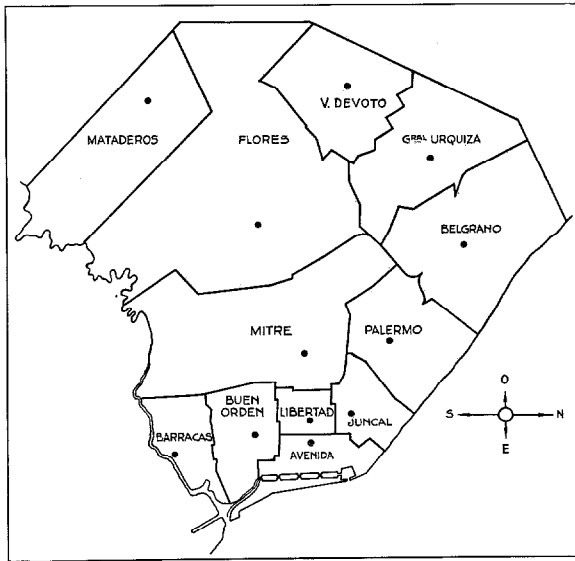 V. DEVOTO
MATADEROS
FLORES
GRAL URQUIZA
BELGRANO
MITRE
PALERMO
BUEN
ORDEN
LIBERTAD
JUNCAL
BARRACAS
AVENIDA
O
S
N
E